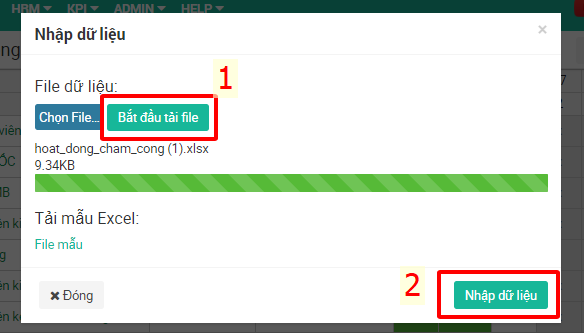 HBM KPI ADMIN HELP
Nhập dữ liệu ×
1
File dữ liệu:
Chọn File... Bắt đầu tải file
hoat_dong_cham_cong (1).xlsx
9.34KB
Tải mẫu Excel:
File mẫu
2
✖ Đóng Nhập dữ liệu